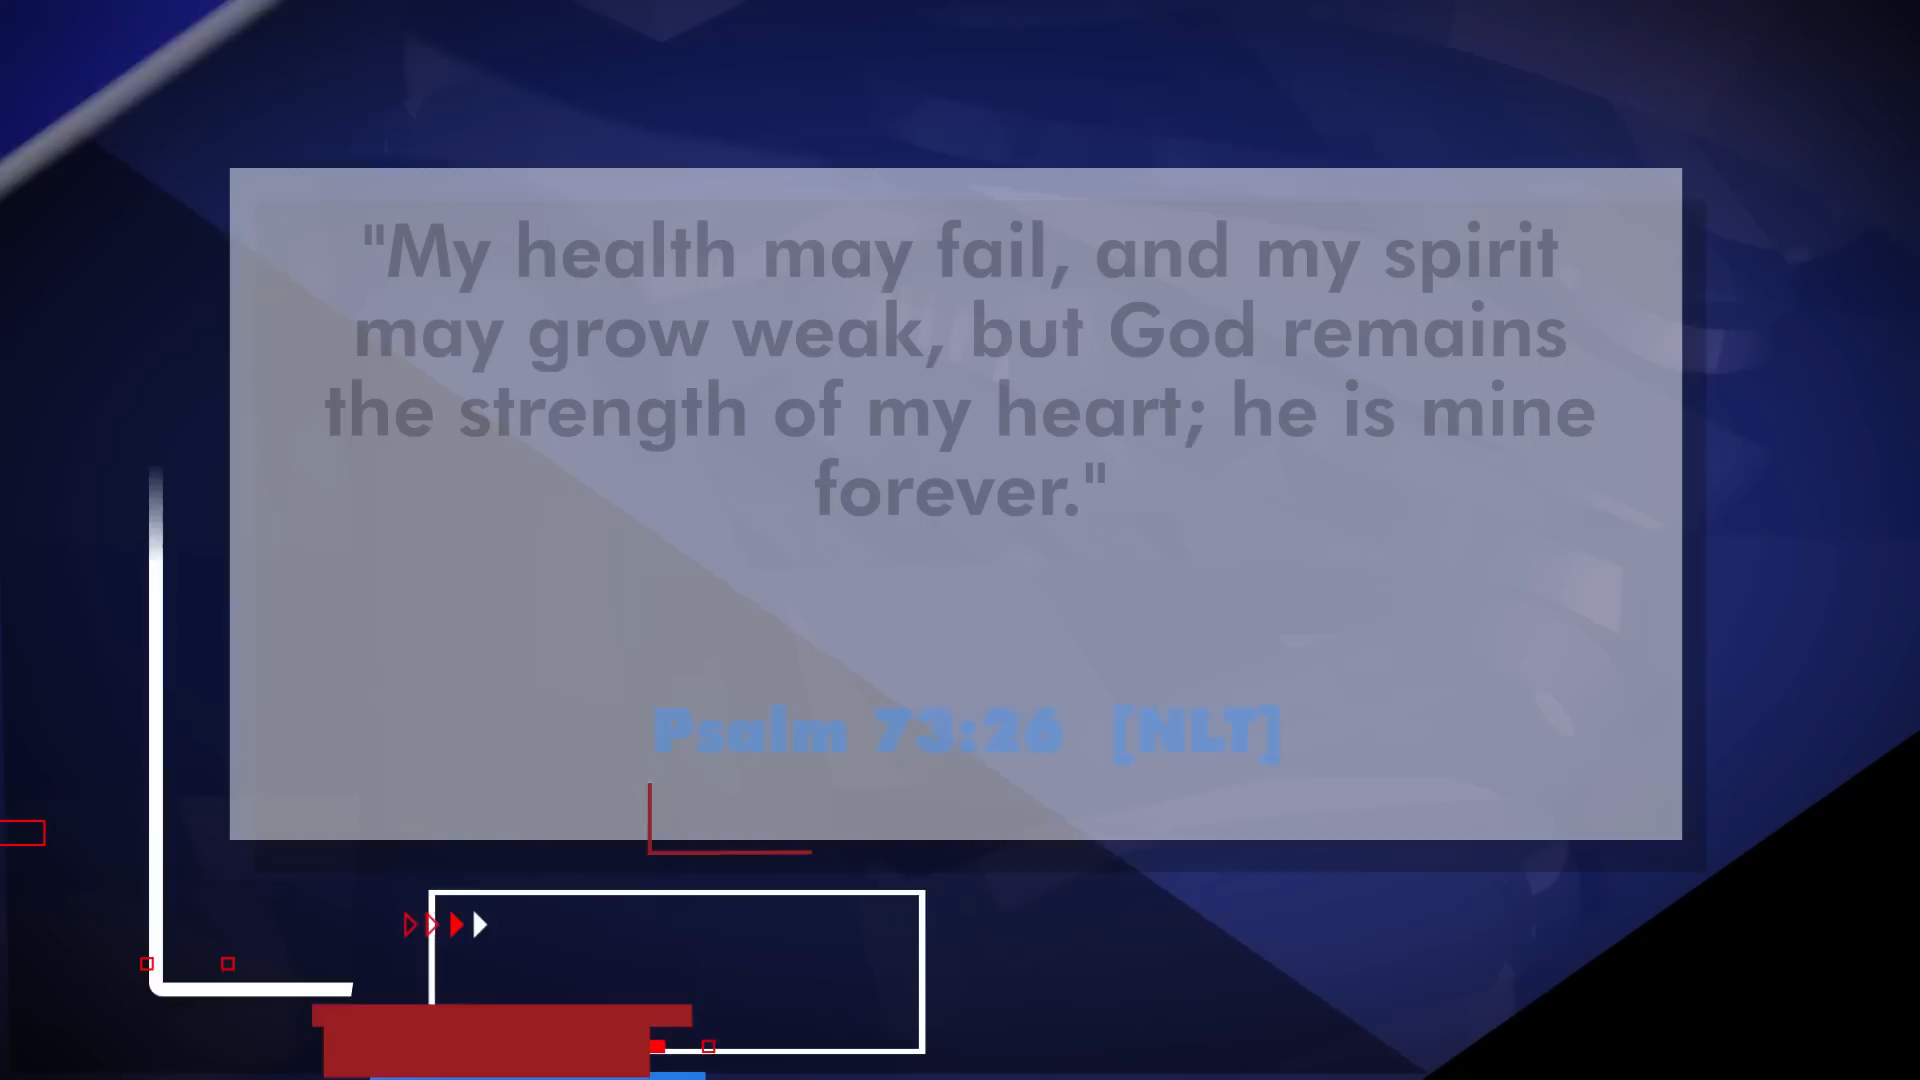 "My health may fail, and my spirit
may grow weak, but God remains
the strength of my heart; he is mine
forever."
Psalm 73:26 [NLT]